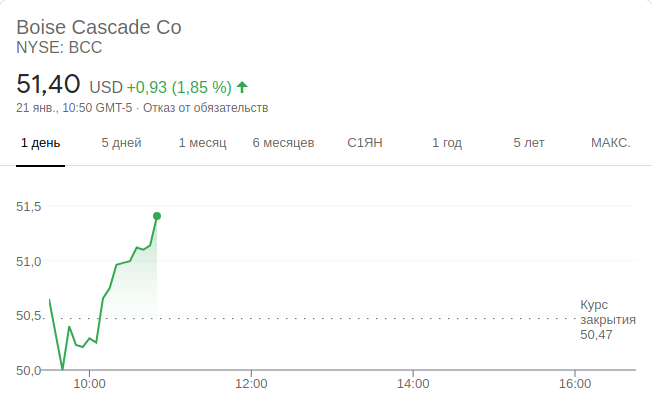 Boise Cascade Co
NYSE: BCC
51,40 USD +0,93 (1,85 %)
21 янв., 10:50 GMT-5 · Отказ от обязательств
1 день 5 дней 1 месяц 6 месяцев С1ЯН 1 год 5 лет МАКС.
51,5
51,0
50,5
50,0
Курс
закрытия
50,47
10:00 12:00 14:00 16:00